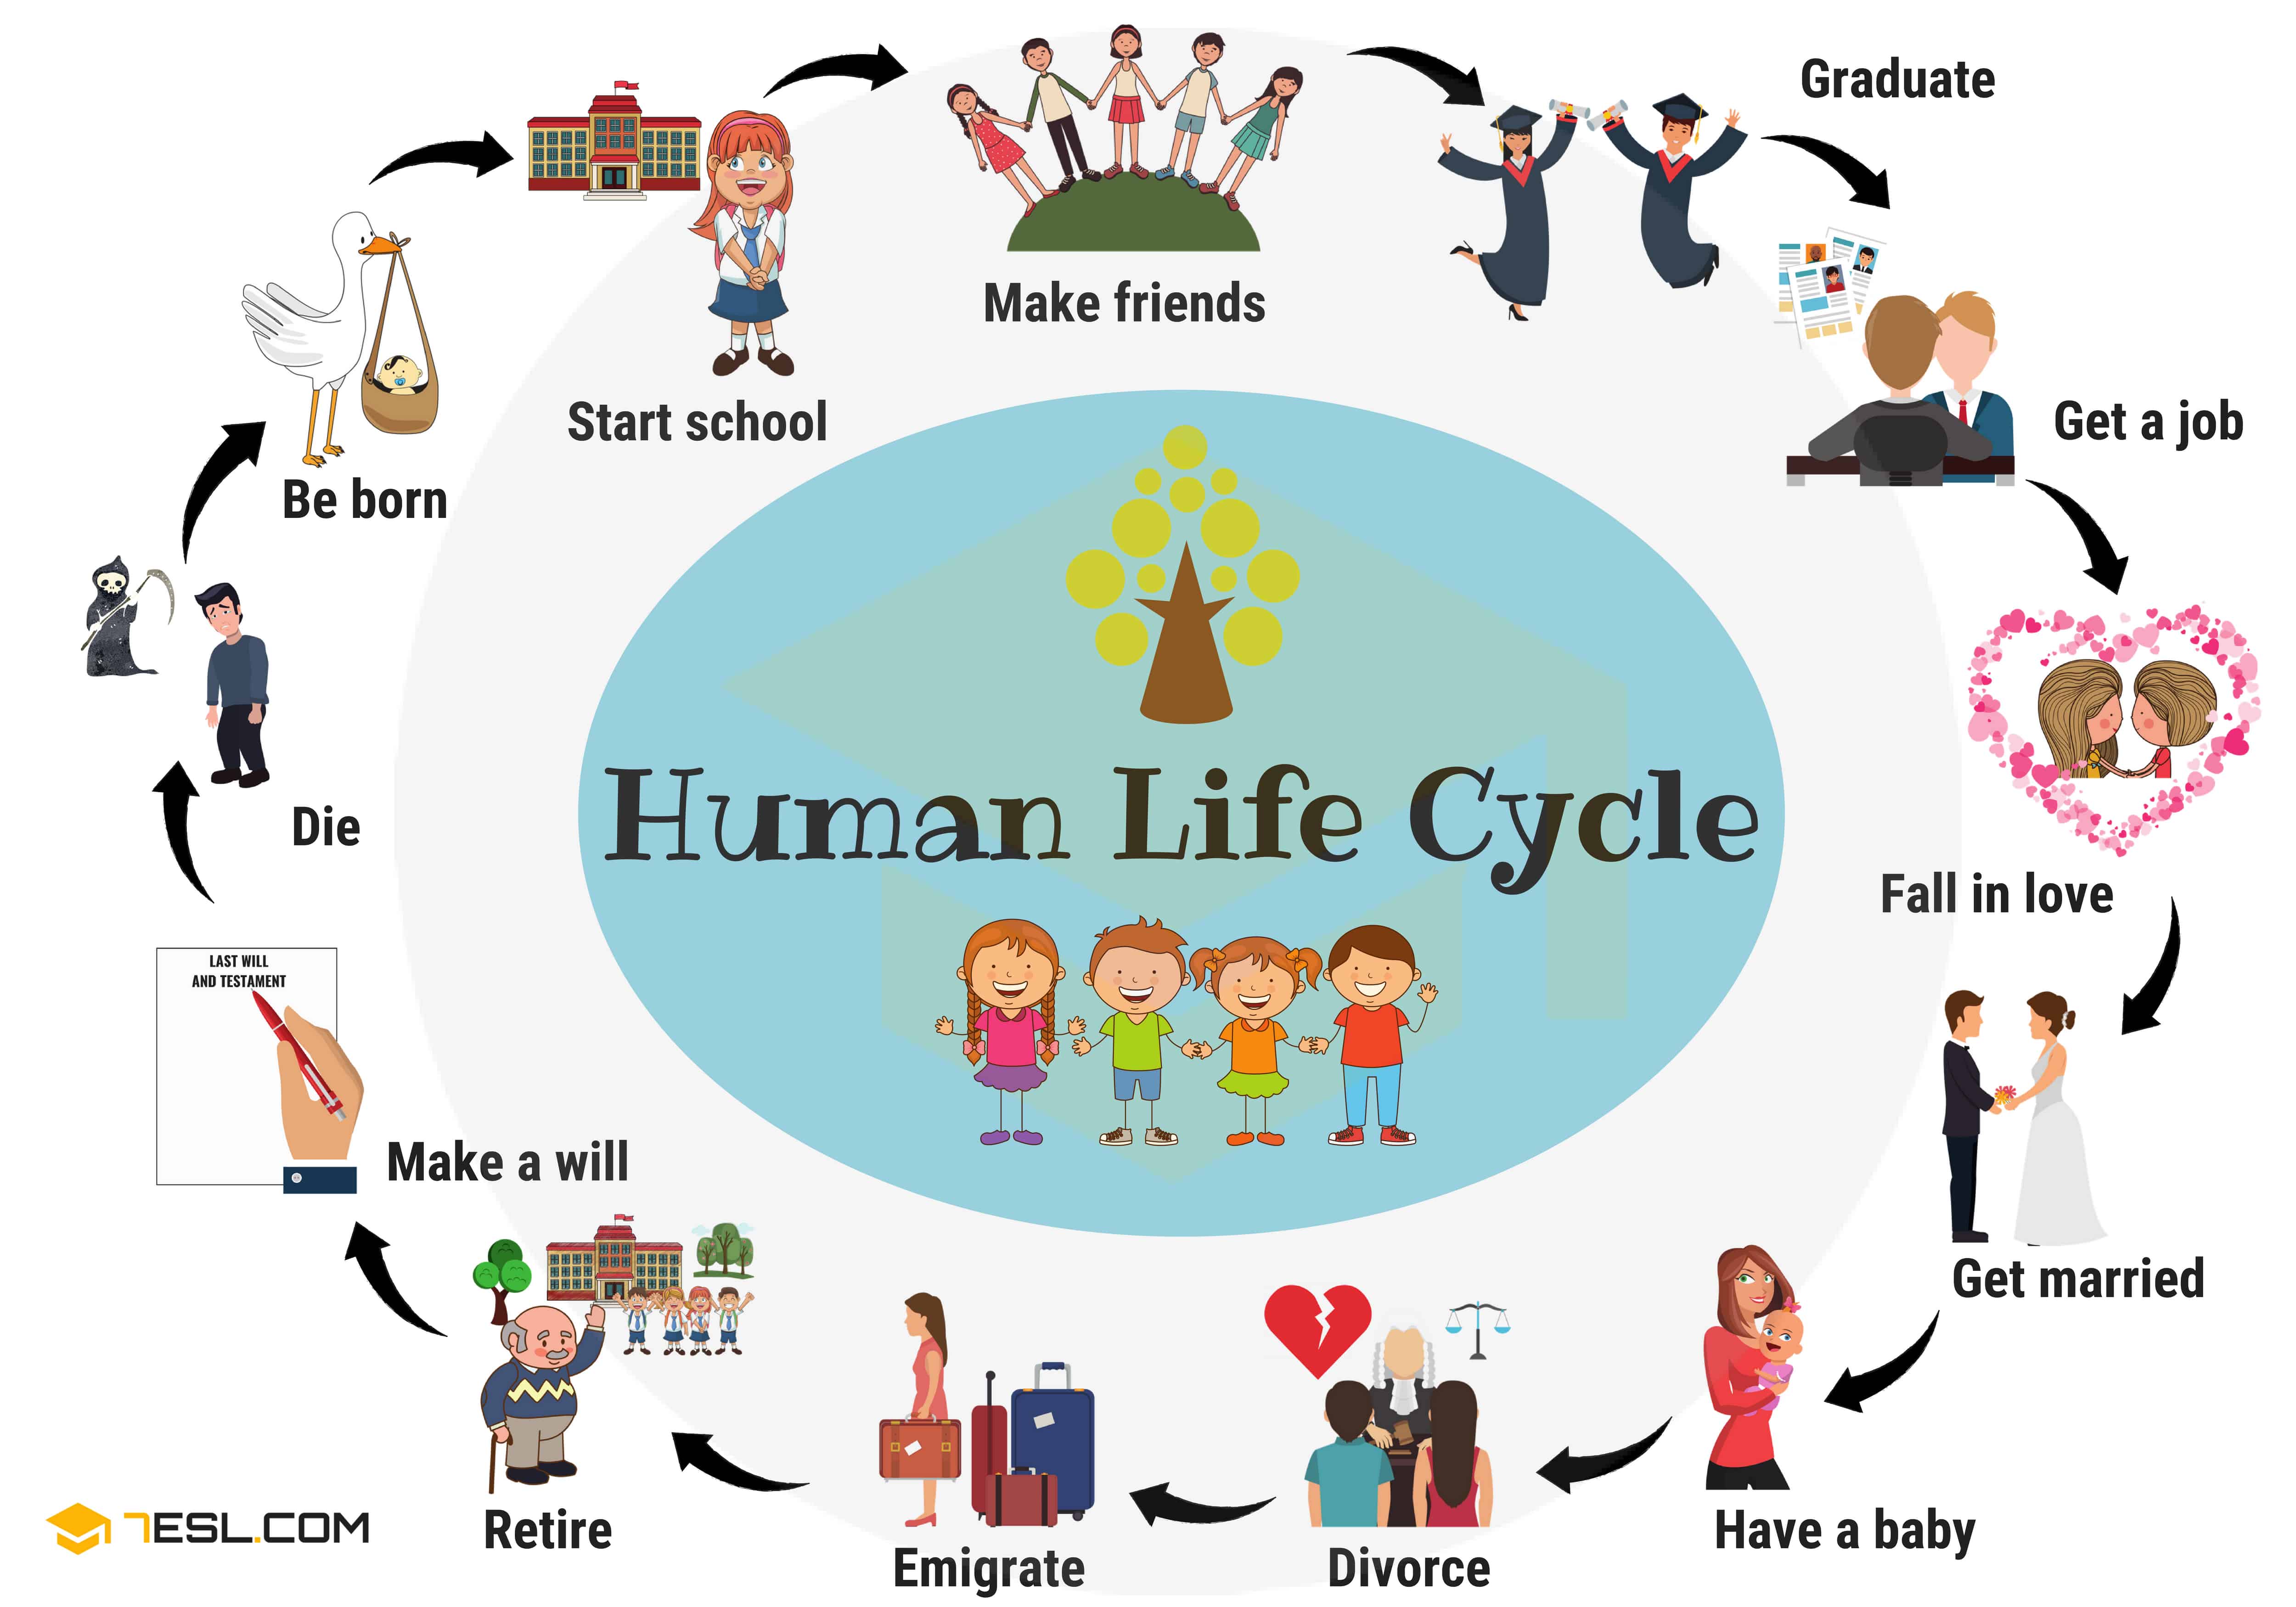 Human Life Cycle
Be born
Start school
Make friends
Graduate
Get a job
Fall in love
Get married
Have a baby
Divorce
Emigrate
Retire
Make a will
LAST WILL
AND TESTAMENT
Die
7ESL.COM